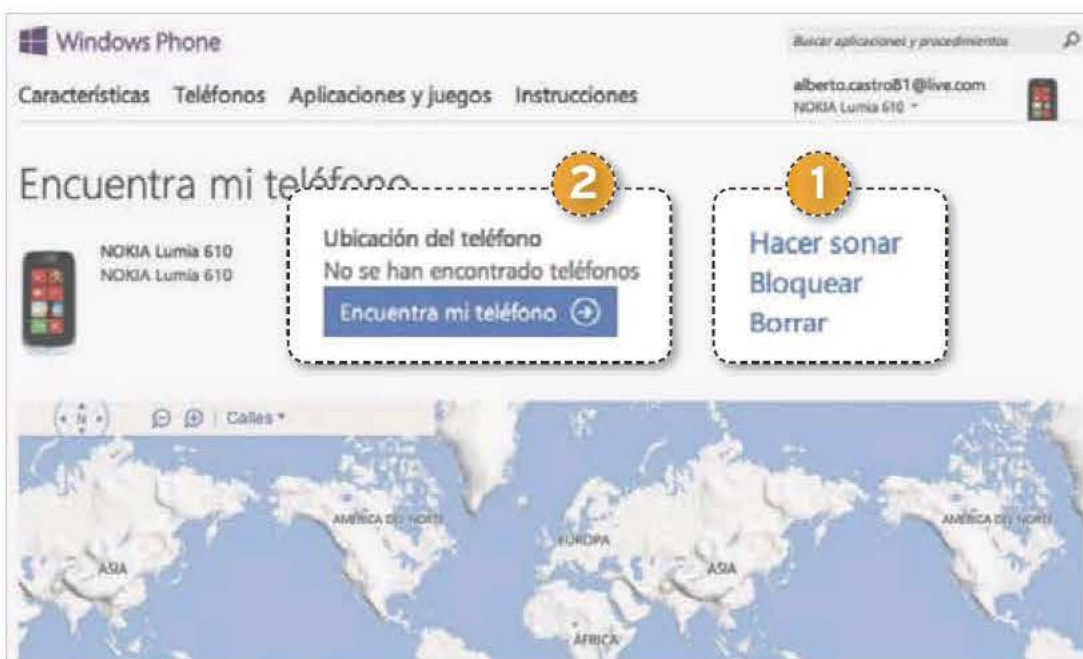 Windows Phone
Buscar aplicaciones y procedimientos
Características Teléfonos Aplicaciones y juegos Instrucciones
alberto.castro81@live.com
NOKIA Lumia 610
Encuentra mi teléfono
2
1
NOKIA Lumia 610
NOKIA Lumia 610
Ubicación del teléfono
No se han encontrado teléfonos
Encuentra mi teléfono
Hacer sonar
Bloquear
Borrar
N
Calles
AMÉRICA DEL NORTE
AMÉRICA DEL NORTE
EUROPA
ASIA
ASIA
ÁFRICA